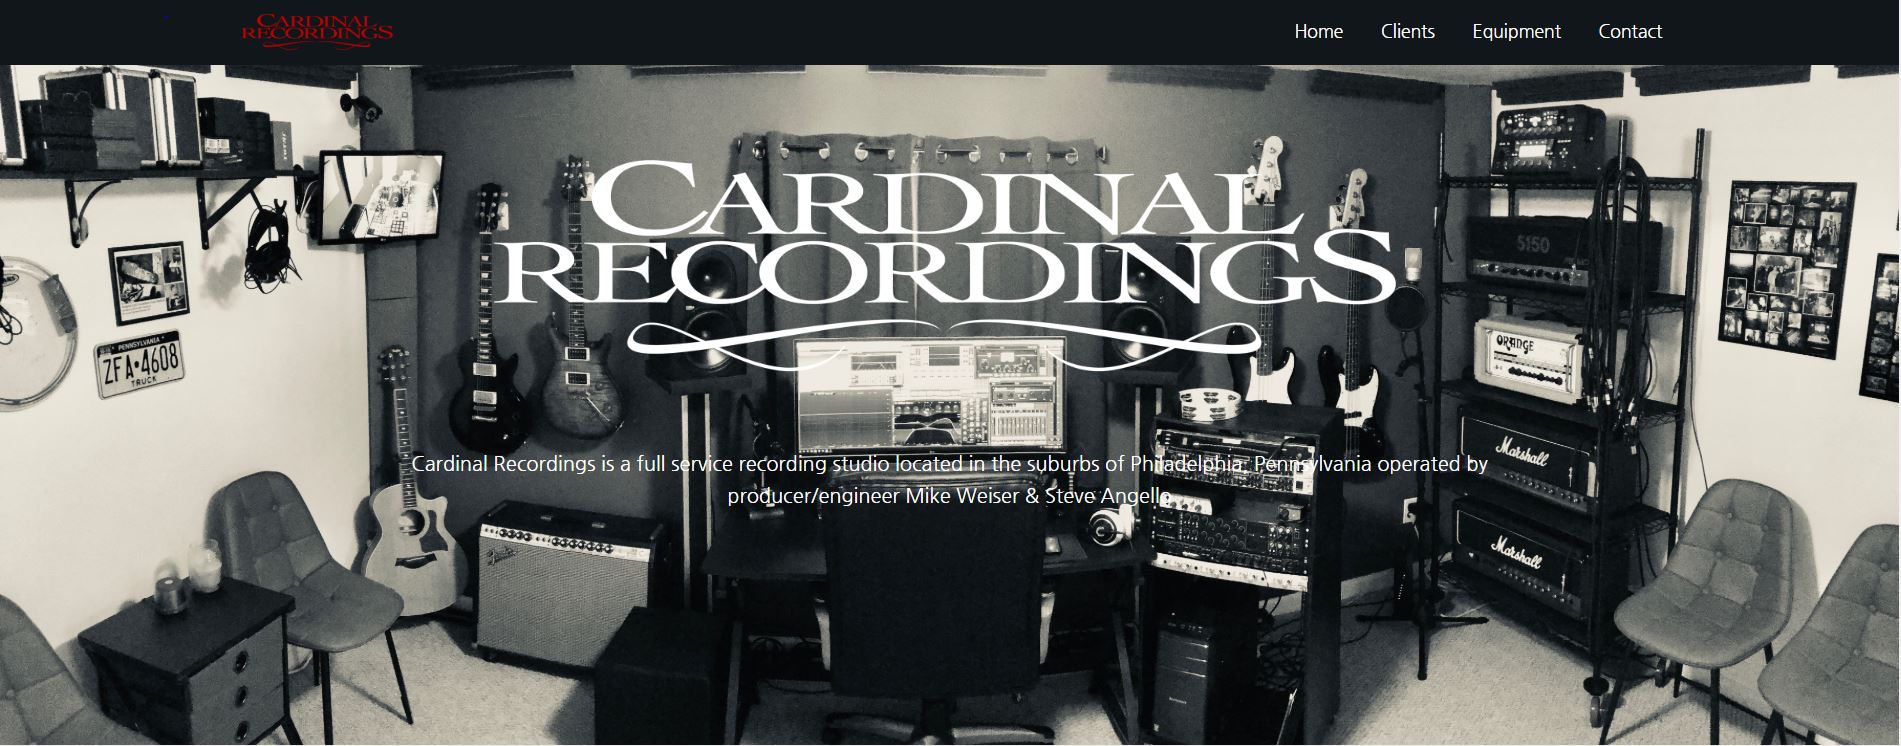 CARDINAL
RECORDINGS
Home Clients Equipment Contact
CARDINAL
RECORDINGS
5150
PENNSYLVANIA
ZFA-4608
TRUCK
ORANGE
Marshall
Cardinal Recordings is a full service recording studio located in the suburbs of Philadelphia, Pennsylvania operated by
producer/engineer Mike Weiser & Steve Angello
Fender
Marshall